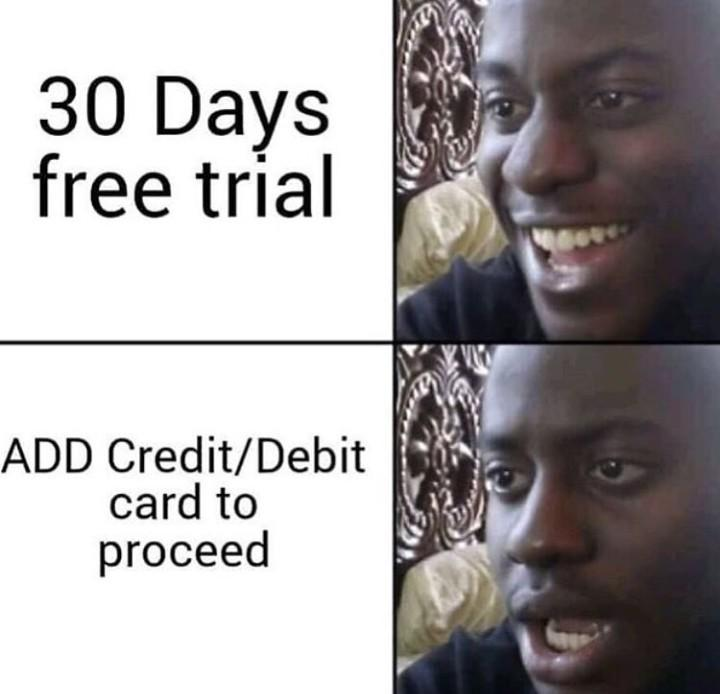 30 Days
free trial
ADD Credit/Debit
card to
proceed